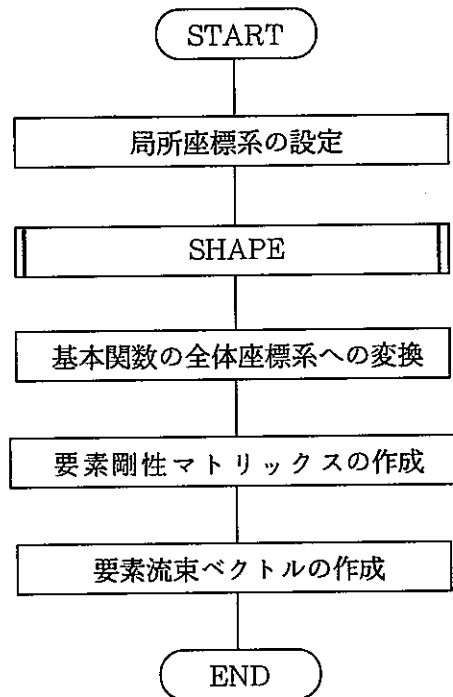 START
局所座標系の設定
SHAPE
基本関数の全体座標系への変換
要素剛性マトリックスの作成
要素流束ベクトルの作成
END